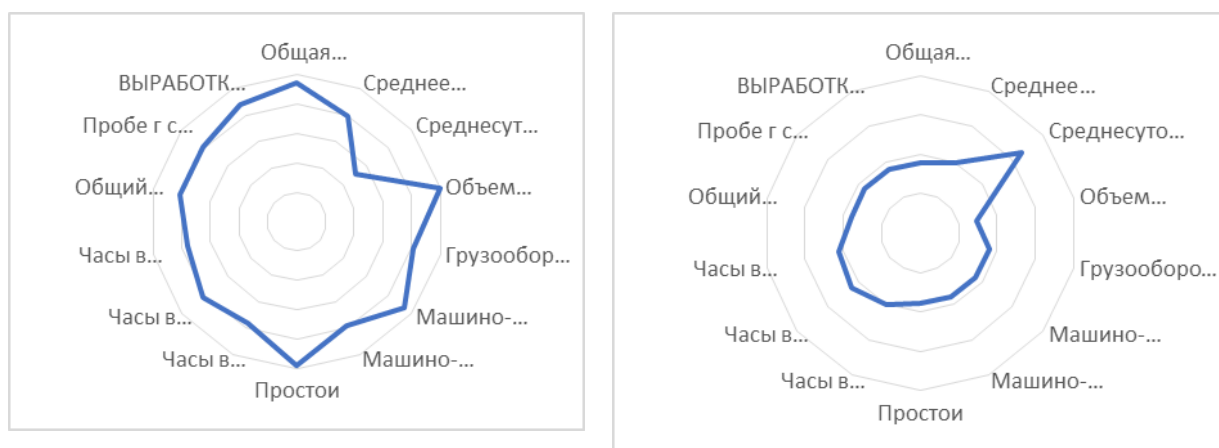 Общая...
Среднее...
Среднесут...
Объем...
Грузообор...
Машино-...
Машино-...
Простои
Часы в...
Часы в...
Часы в...
Общий...
Пробе г с...
ВЫРАБОТК...
Общая...
Среднее...
Среднесуто...
Объем...
Грузооборо...
Машино-...
Машино-...
Простои
Часы в...
Часы в...
Часы в...
Общий...
Пробе г с...
ВЫРАБОТК...